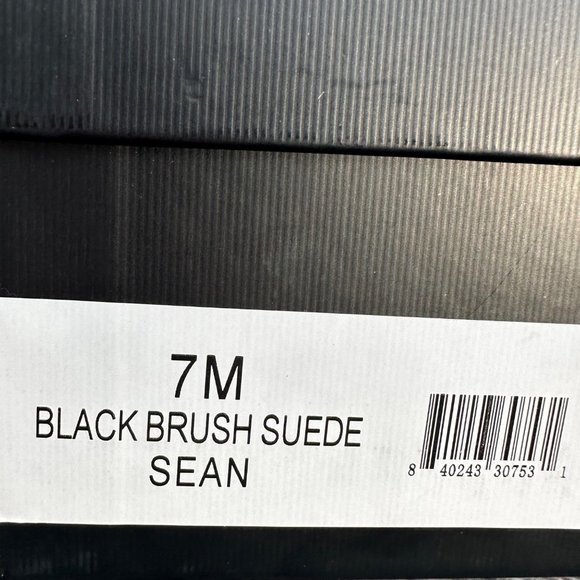 7M
BLACK BRUSH SUEDE
SEAN
8 40243 30753 1